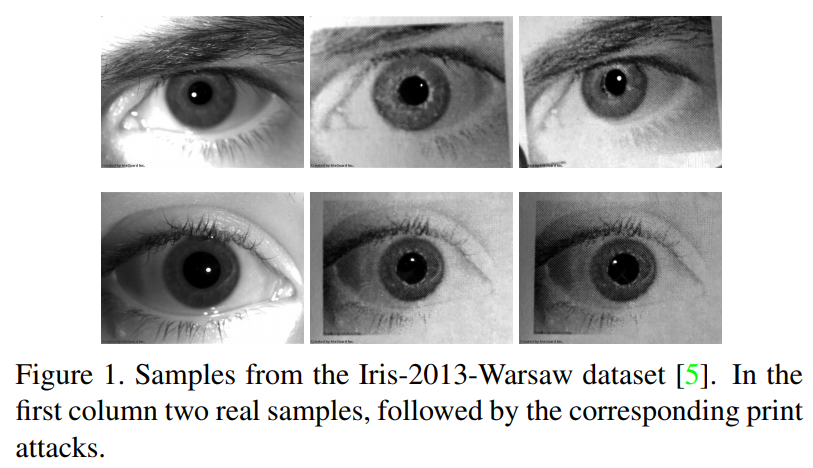 Figure 1. Samples from the Iris-2013-Warsaw dataset [5]. In the
first column two real samples, followed by the corresponding print
attacks.